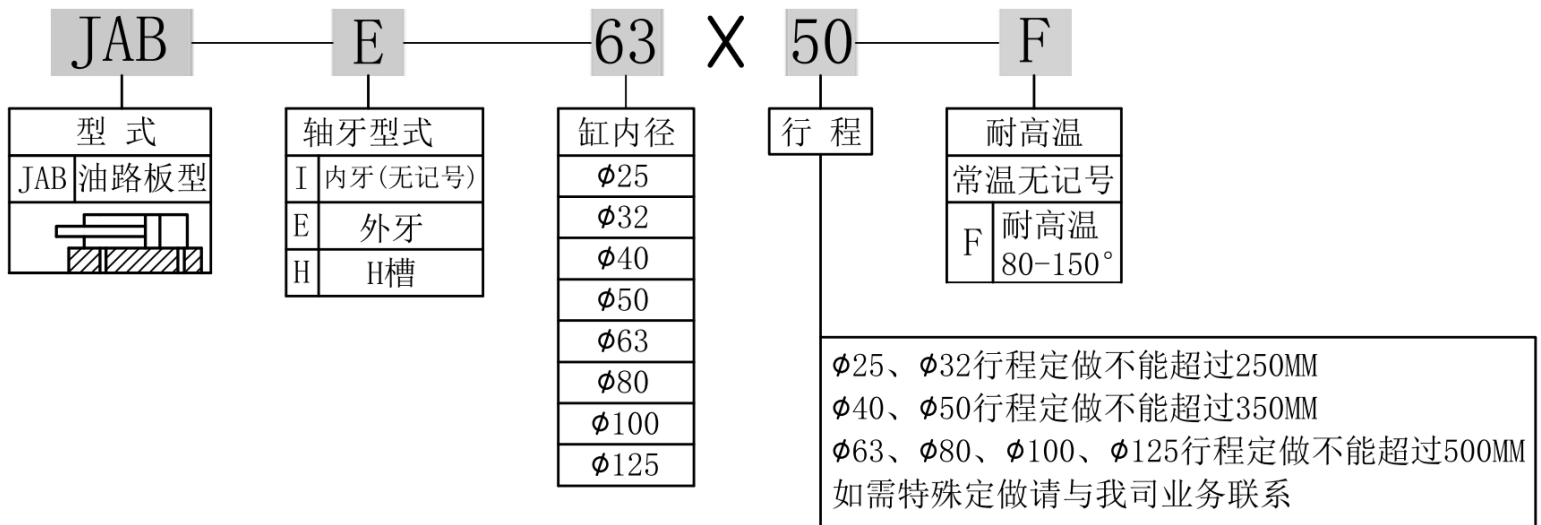 JAB E 63 X 50 F
型 式
JAB 油路板型
轴牙型式
I 内牙(无记号)
E 外牙
H H槽
缸内径
ϕ25
ϕ32
ϕ40
ϕ50
ϕ63
ϕ80
ϕ100
ϕ125
行 程
耐高温
常温无记号
F 耐高温
80-150°
ϕ25、ϕ32行程定做不能超过250MM
ϕ40、ϕ50行程定做不能超过350MM
ϕ63、ϕ80、ϕ100、ϕ125行程定做不能超过500MM
如需特殊定做请与我司业务联系